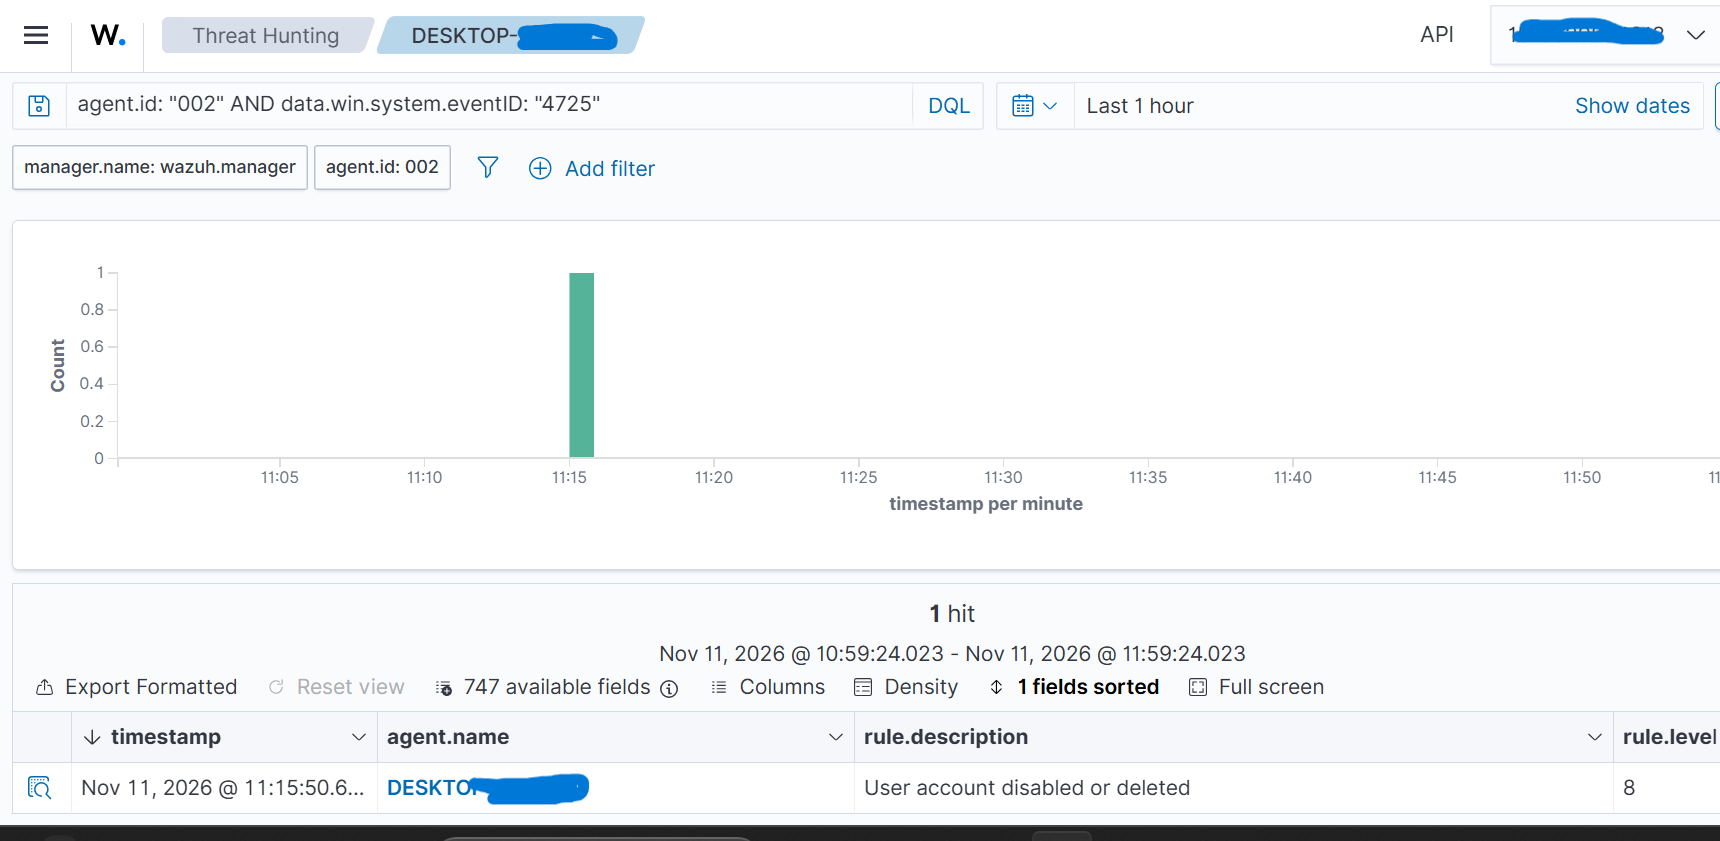 W.
Threat Hunting
DESKTOP-
API
agent.id: "002" AND data.win.system.eventID: "4725"
DQL
Last 1 hour
Show dates
manager.name: wazuh.manager
agent.id: 002
Add filter
Count
1
0.8
0.6
0.4
0.2
0
11:05
11:10
11:15
11:20
11:25
11:30
11:35
11:40
11:45
11:50
timestamp per minute
1 hit
Nov 11, 2026 @ 10:59:24.023 - Nov 11, 2026 @ 11:59:24.023
Export Formatted
Reset view
747 available fields
Columns
Density
1 fields sorted
Full screen
timestamp
agent.name
rule.description
rule.level
Nov 11, 2026 @ 11:15:50.6...
DESKTO
User account disabled or deleted
8